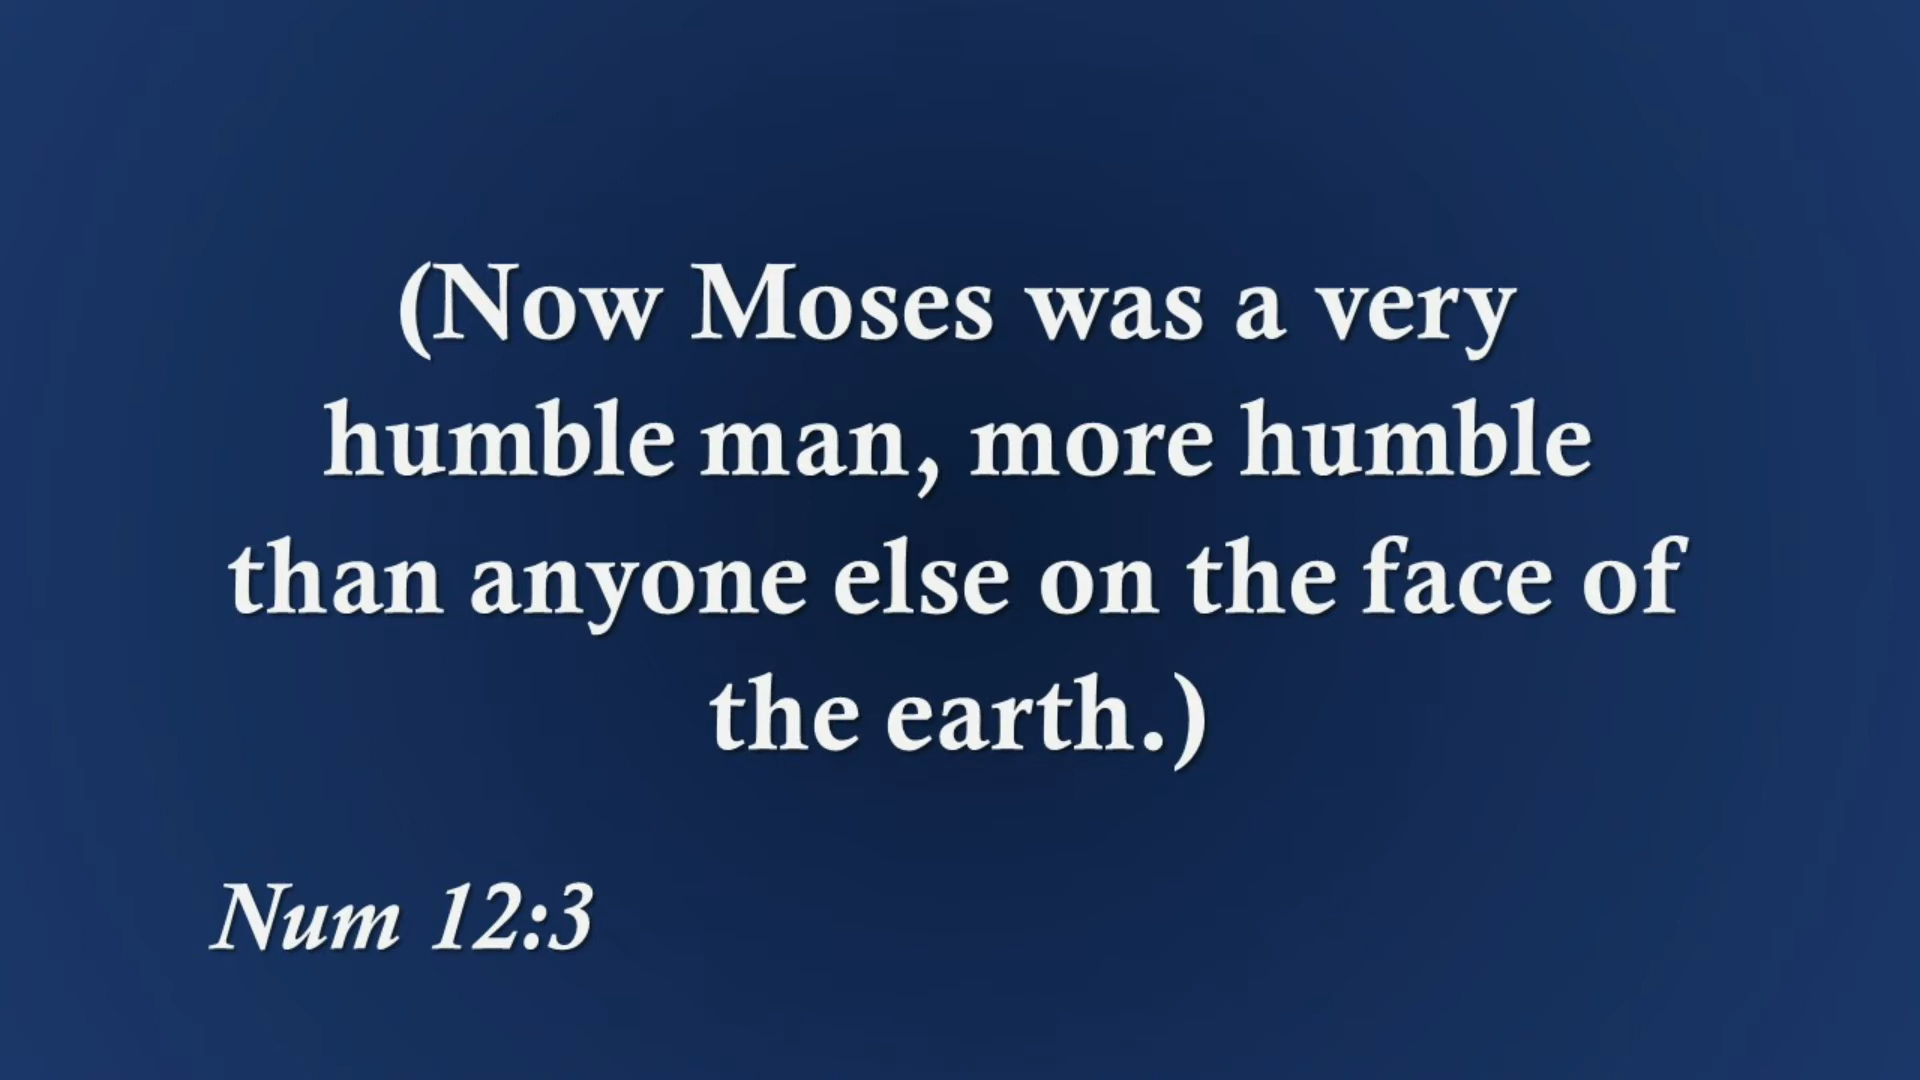 (Now Moses was a very
humble man, more humble
than anyone else on the face of
the earth.)
Num 12:3